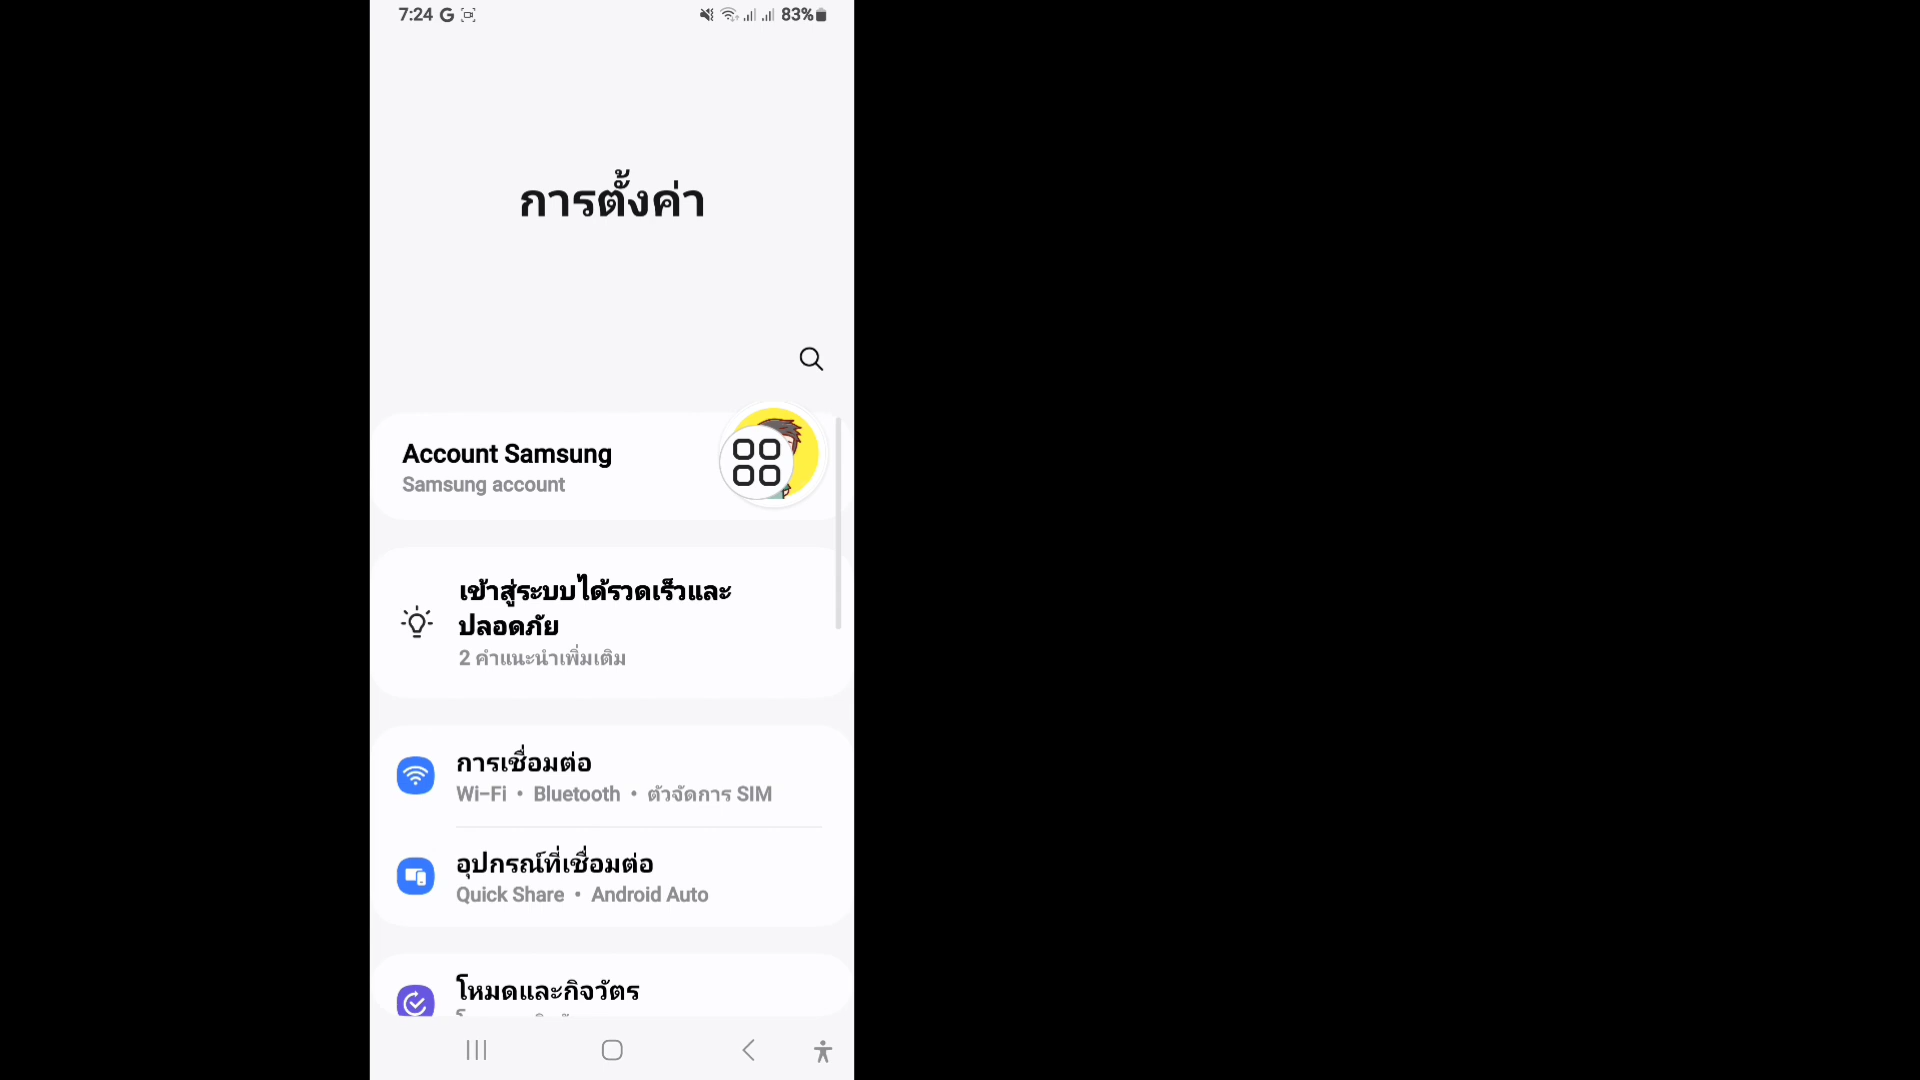 7:24 G
83%
การตั้งค่า
Account Samsung
Samsung account
เข้าสู่ระบบได้รวดเร็วและ
ปลอดภัย
2 คำแนะนำเพิ่มเติม
การเชื่อมต่อ
Wi-Fi • Bluetooth • ตัวจัดการ SIM
อุปกรณ์ที่เชื่อมต่อ
Quick Share • Android Auto
โหมดและกิจวัตร